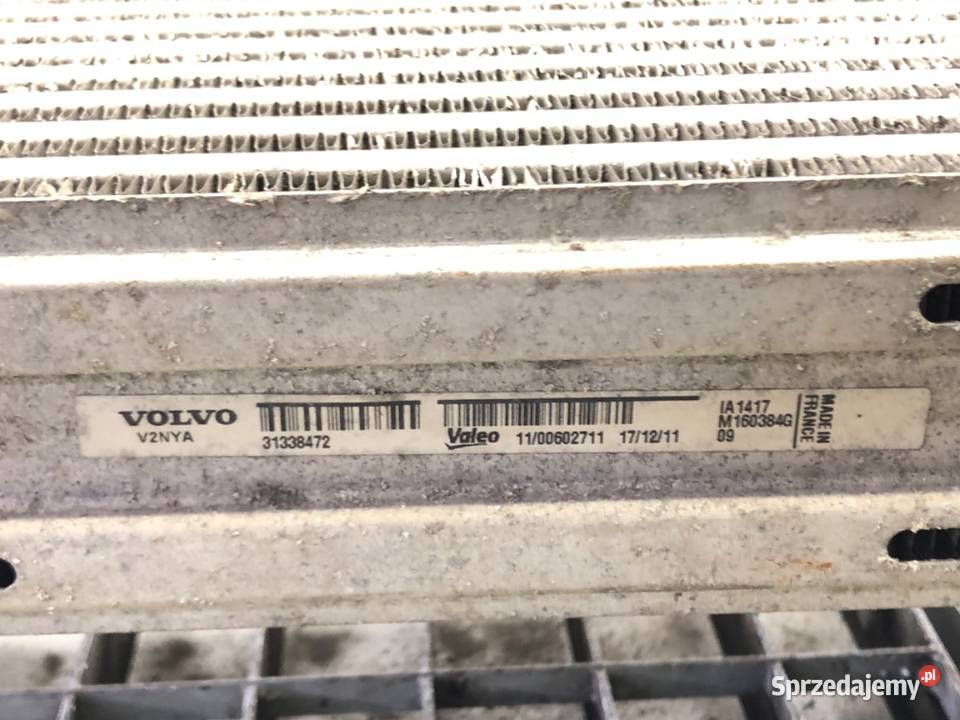 VOLVO
V2NYA
31338472
Valeo 11/00602711 17/12/11
IA1417
M160384G
09
MADE IN
FRANCE
Sprzedajemy.pl